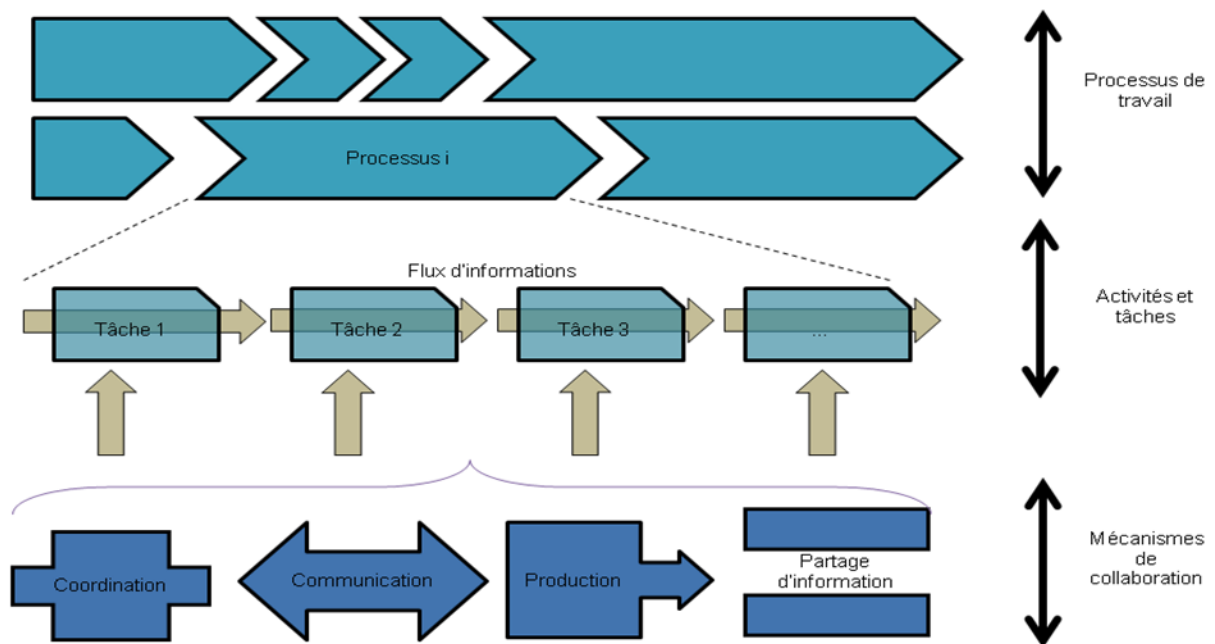 Processus de
travail
Processus i
Flux d'informations
Tâche 1
Tâche 2
Tâche 3
...
Activités et
tâches
Coordination
Communication
Production
Partage
d'information
Mécanismes
de
collaboration